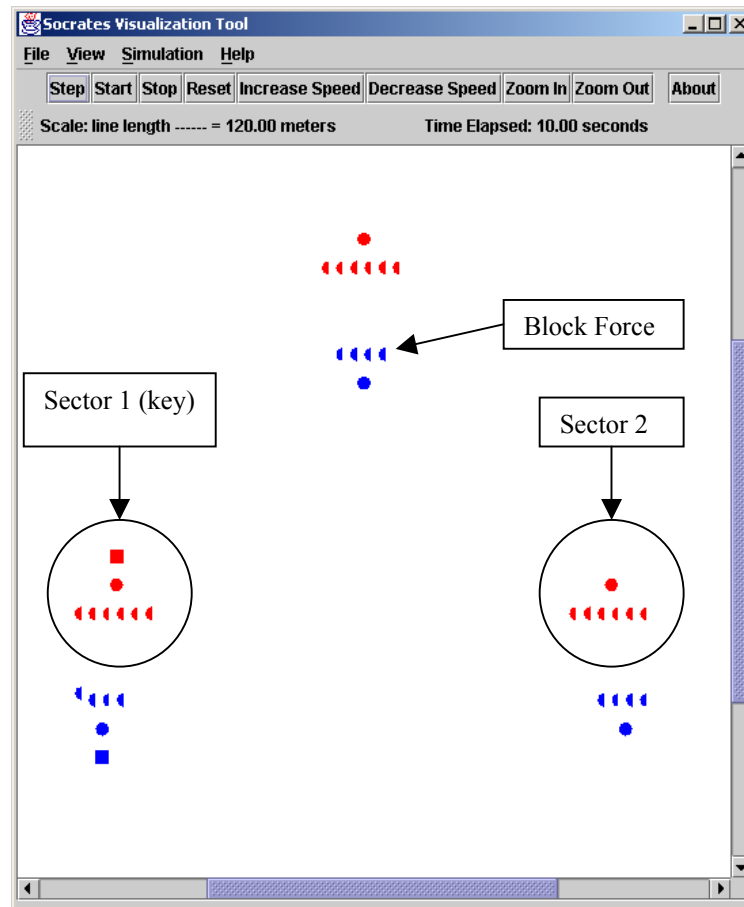 Socrates Visualization Tool
File View Simulation Help
Step Start Stop Reset Increase Speed Decrease Speed Zoom In Zoom Out About
Scale: line length ------ = 120.00 meters Time Elapsed: 10.00 seconds
Block Force
Sector 1 (key)
Sector 2